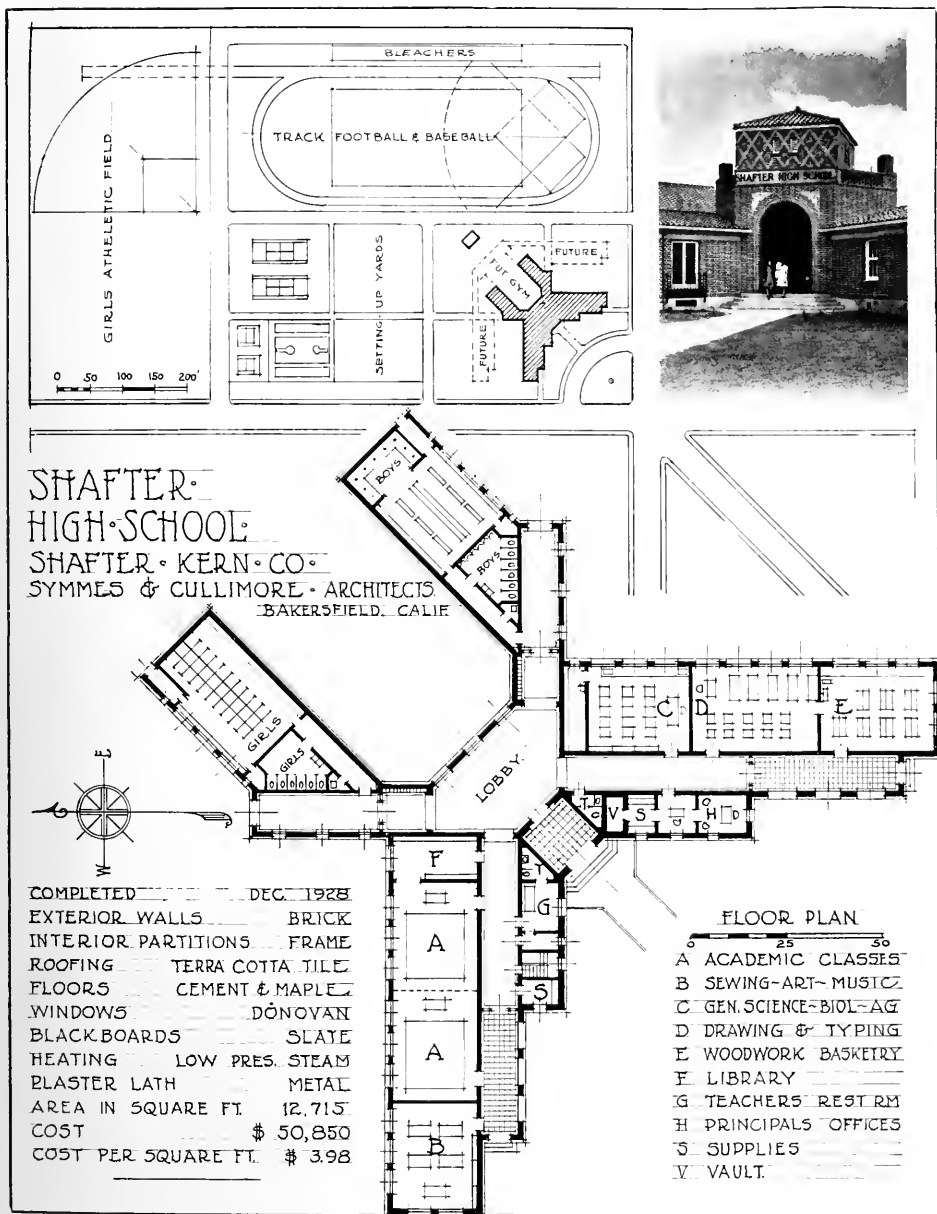 BLEACHERS
TRACK FOOTBALL & BASEBALL
GIRLS ATHELETIC FIELD
SETTING-UP YARDS
FUTURE
FUT GYM
FUTURE
0 50 100 150 200'
SHAFTER HIGH SCHOOL
SHAFTER·
HIGH·SCHOOL·
SHAFTER · KERN·CO·
SYMMES & CULLIMORE · ARCHITECTS
BAKERSFIELD, CALIF
BOYS
BOYS
GIRLS
GIRLS
LOBBY
C
D
E
T
V
S
H
F
T
G
A
S
A
B
E
W
COMPLETED DEC. 1928
EXTERIOR WALLS BRICK
INTERIOR PARTITIONS FRAME
ROOFING TERRA COTTA TILE
FLOORS CEMENT & MAPLE
WINDOWS DONOVAN
BLACKBOARDS SLATE
HEATING LOW PRES. STEAM
PLASTER LATH METAL
AREA IN SQUARE FT. 12,715
COST $ 50,850
COST PER SQUARE FT. $ 3.98
FLOOR PLAN
0 25 50
A ACADEMIC CLASSES
B SEWING-ART-MUSIC
C GEN. SCIENCE-BIOL-AG
D DRAWING & TYPING
E WOODWORK BASKETRY
F LIBRARY
G TEACHERS REST RM
H PRINCIPALS OFFICES
S SUPPLIES
V VAULT.